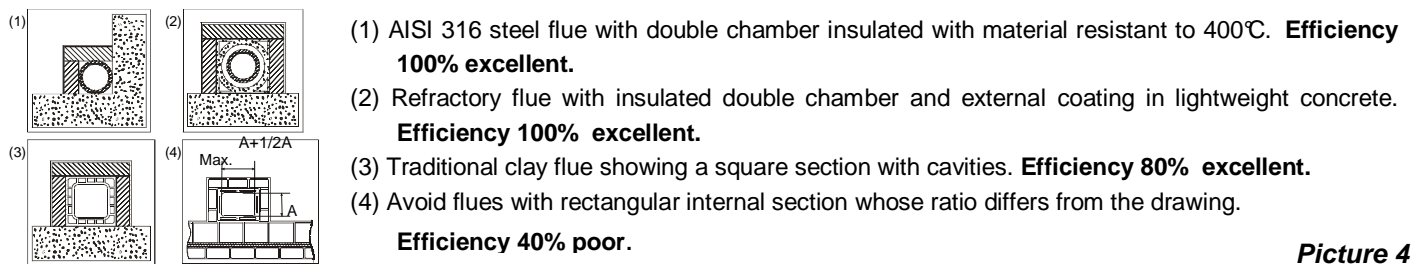 (1)
(2)
(3)
(4)
A+1/2A
Max.
A
(1) AISI 316 steel flue with double chamber insulated with material resistant to 400℃. Efficiency
100% excellent.
(2) Refractory flue with insulated double chamber and external coating in lightweight concrete.
Efficiency 100% excellent.
(3) Traditional clay flue showing a square section with cavities. Efficiency 80% excellent.
(4) Avoid flues with rectangular internal section whose ratio differs from the drawing.
Efficiency 40% poor.
Picture 4